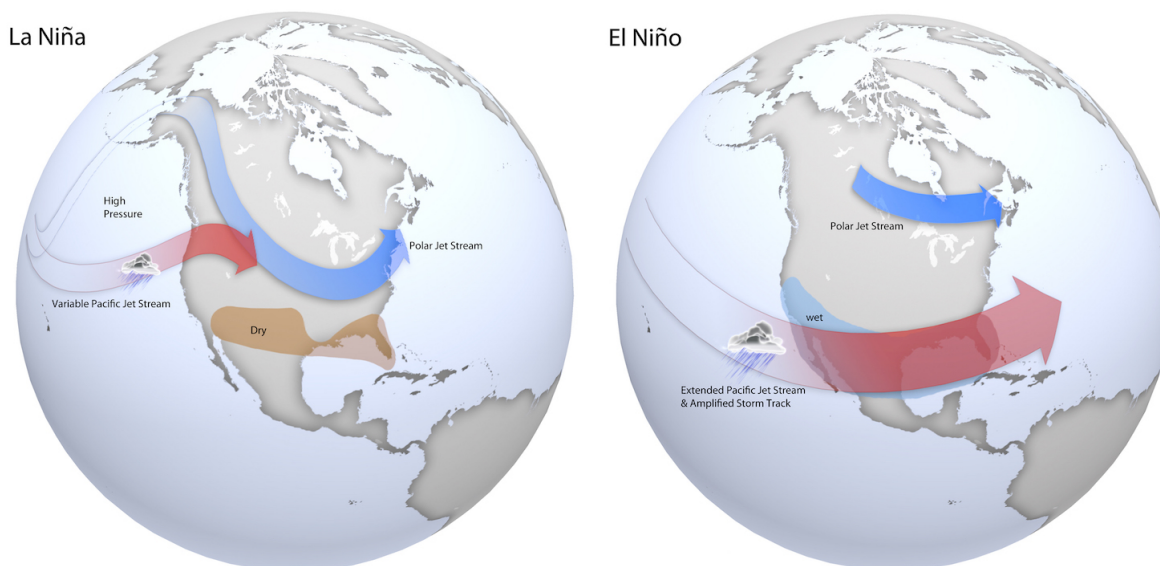 La Niña
High
Pressure
Polar Jet Stream
Variable Pacific Jet Stream
Dry
El Niño
Polar Jet Stream
wet
Extended Pacific Jet Stream
& Amplified Storm Track